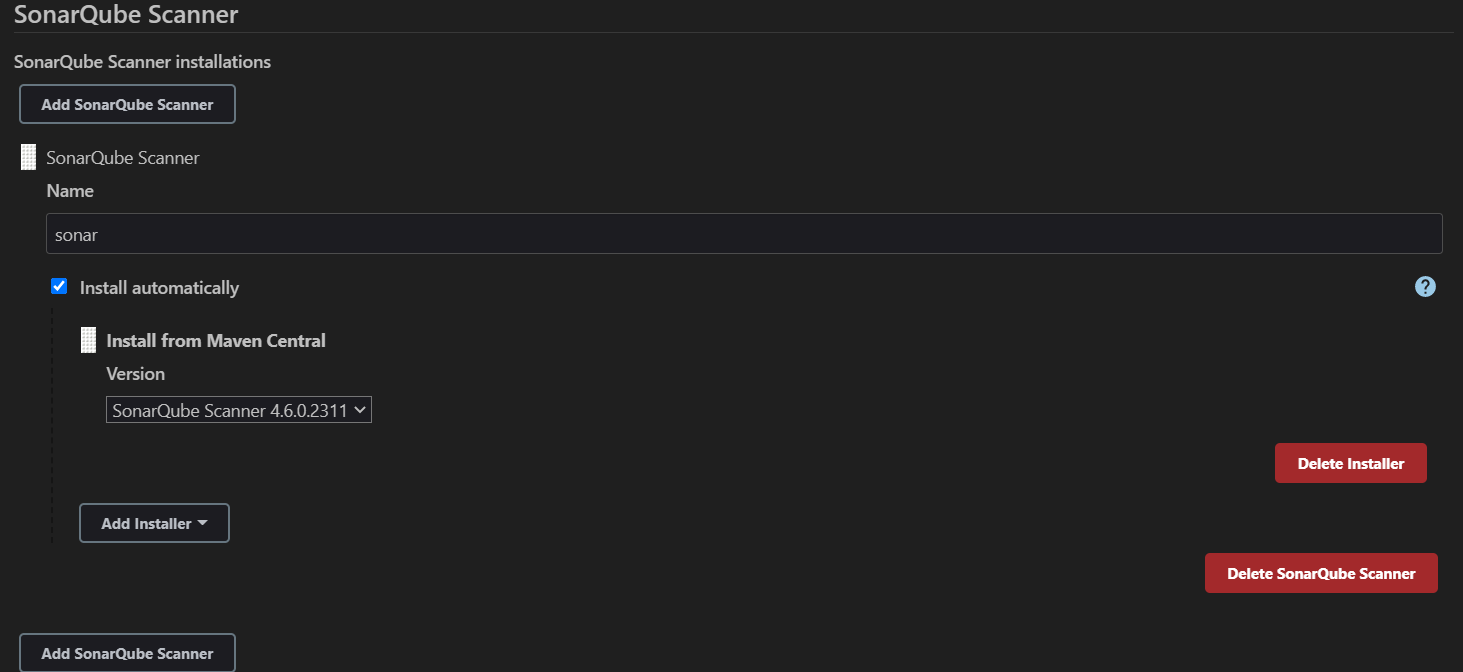 SonarQube Scanner
SonarQube Scanner installations
Add SonarQube Scanner
SonarQube Scanner
Name
sonar
Install automatically
?
Install from Maven Central
Version
SonarQube Scanner 4.6.0.2311
Delete Installer
Add Installer
Delete SonarQube Scanner
Add SonarQube Scanner